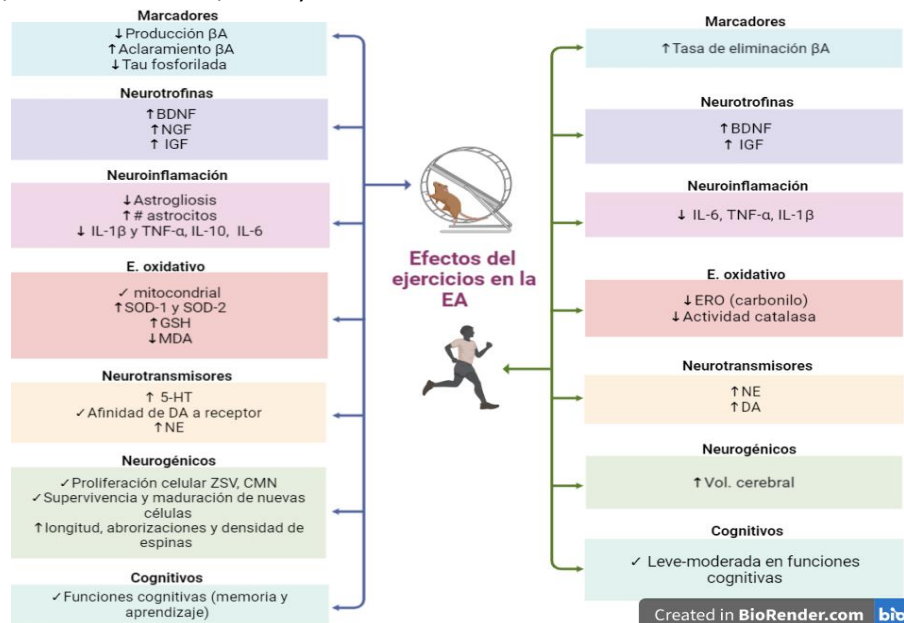 Marcadores
↓Producción βA
↑Aclaramiento βA
↓Tau fosforilada
Neurotrofinas
↑BDNF
↑NGF
↑ IGF
Neuroinflamación
↓Astrogliosis
↑# astrocitos
↓ IL-1β y TNF-α, IL-10, IL-6
E. oxidativo
✓ mitocondrial
↑SOD-1 y SOD-2
↑GSH
↓MDA
Neurotransmisores
↑ 5-HT
✓Afinidad de DA a receptor
↑NE
Neurogénicos
✓Proliferación celular ZSV, CMN
✓Supervivencia y maduración de nuevas
células
↑longitud, abrorizaciones y densidad de
espinas
Cognitivos
✓Funciones cognitivas (memoria y
aprendizaje)
Efectos del
ejercicios en la
EA
Marcadores
↑Tasa de eliminación βA
Neurotrofinas
↑BDNF
↑ IGF
Neuroinflamación
↓ IL-6, TNF-α, IL-1β
E. oxidativo
↓ERO (carbonilo)
↓Actividad catalasa
Neurotransmisores
↑NE
↑DA
Neurogénicos
↑Vol. cerebral
Cognitivos
✓ Leve-moderada en funciones
cognitivas
Created in BioRender.com bio